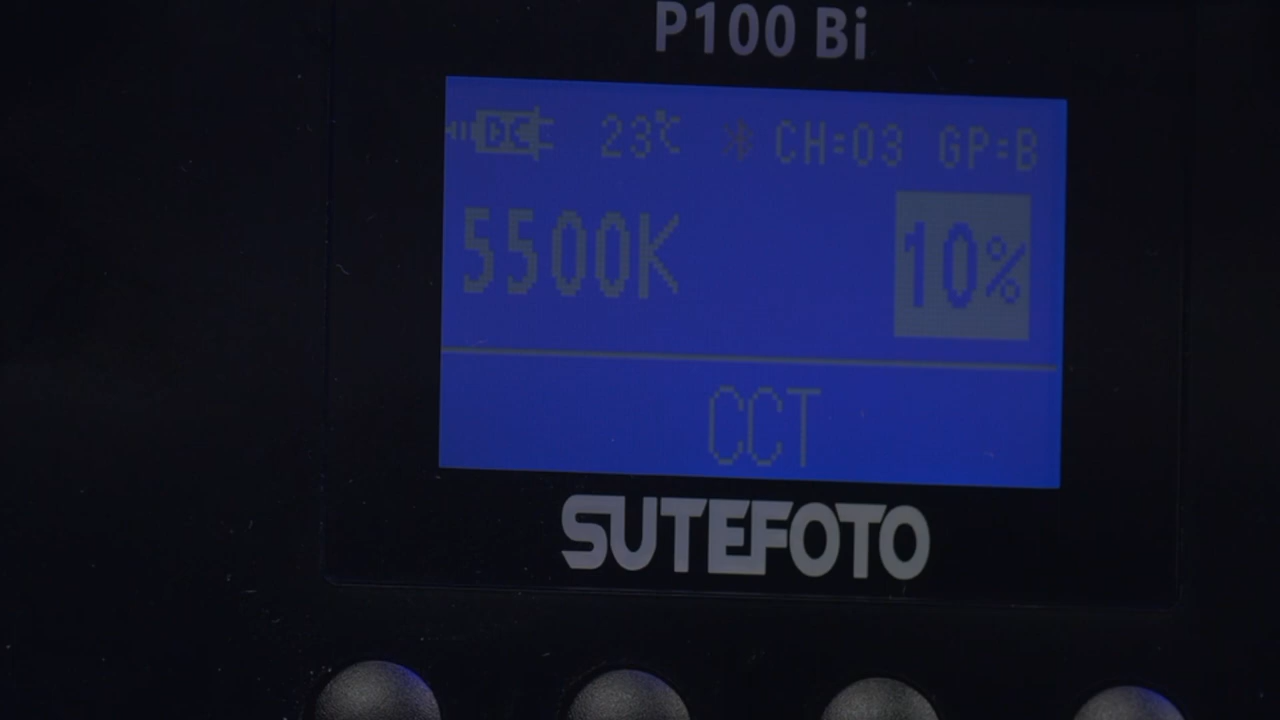 P100 Bi
DC 23℃ CH:03 GP:B
5500K 10%
CCT
SUTEFOTO